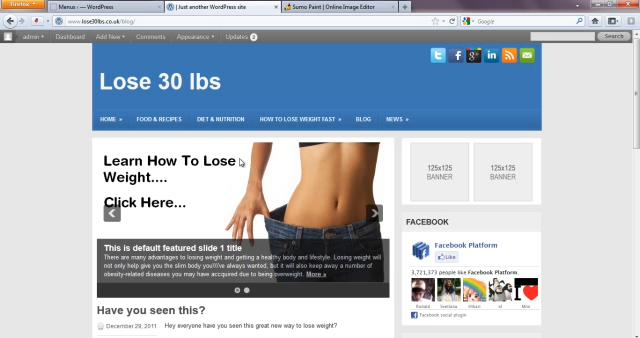 Firefox
Menus ‹ — WordPress
| Just another WordPress site
Sumo Paint | Online Image Editor
www.lose30lbs.co.uk/blog/
Google
admin
Dashboard
Add New
Comments
Appearance
Updates 2
Search
Lose 30 lbs
HOME »
FOOD & RECIPES
DIET & NUTRITION
HOW TO LOSE WEIGHT FAST »
BLOG
NEWS »
Learn How To Lose
Weight....
Click Here...
This is default featured slide 1 title
There are many advantages to losing weight and getting a healthy body and lifestyle. Losing weight will
not only help you give the slim body you////ve always wanted, but it will also keep away a number of
obesity-related diseases you may have accquired due to being overweight. More »
Have you seen this?
December 29, 2011
Hey everyone have you seen this great new way to lose weight?
125x125
BANNER
125x125
BANNER
FACEBOOK
Facebook Platform
Like
3,721,373 people like Facebook Platform.
Svetlana
Hikari
Facebook social plugin